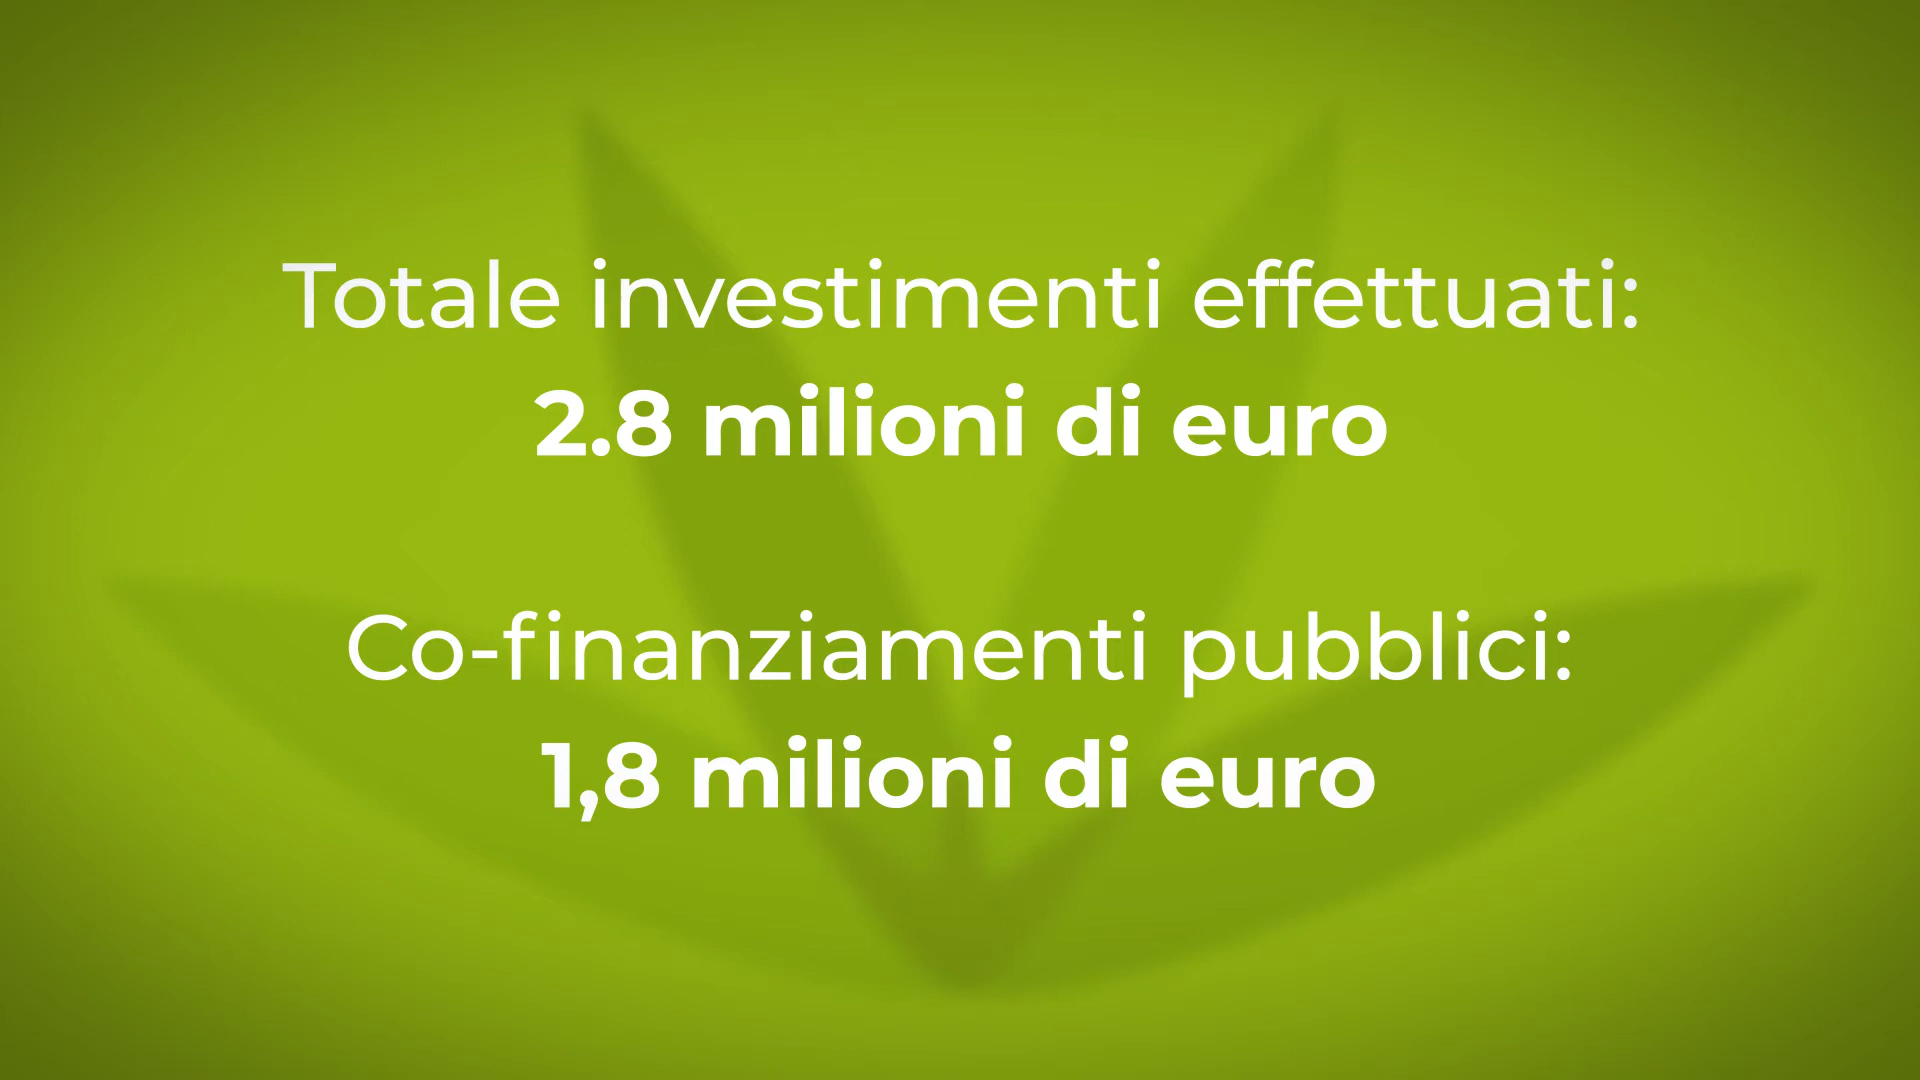 Totale investimenti effettuati:
2.8 milioni di euro
Co-finanziamenti pubblici:
1,8 milioni di euro